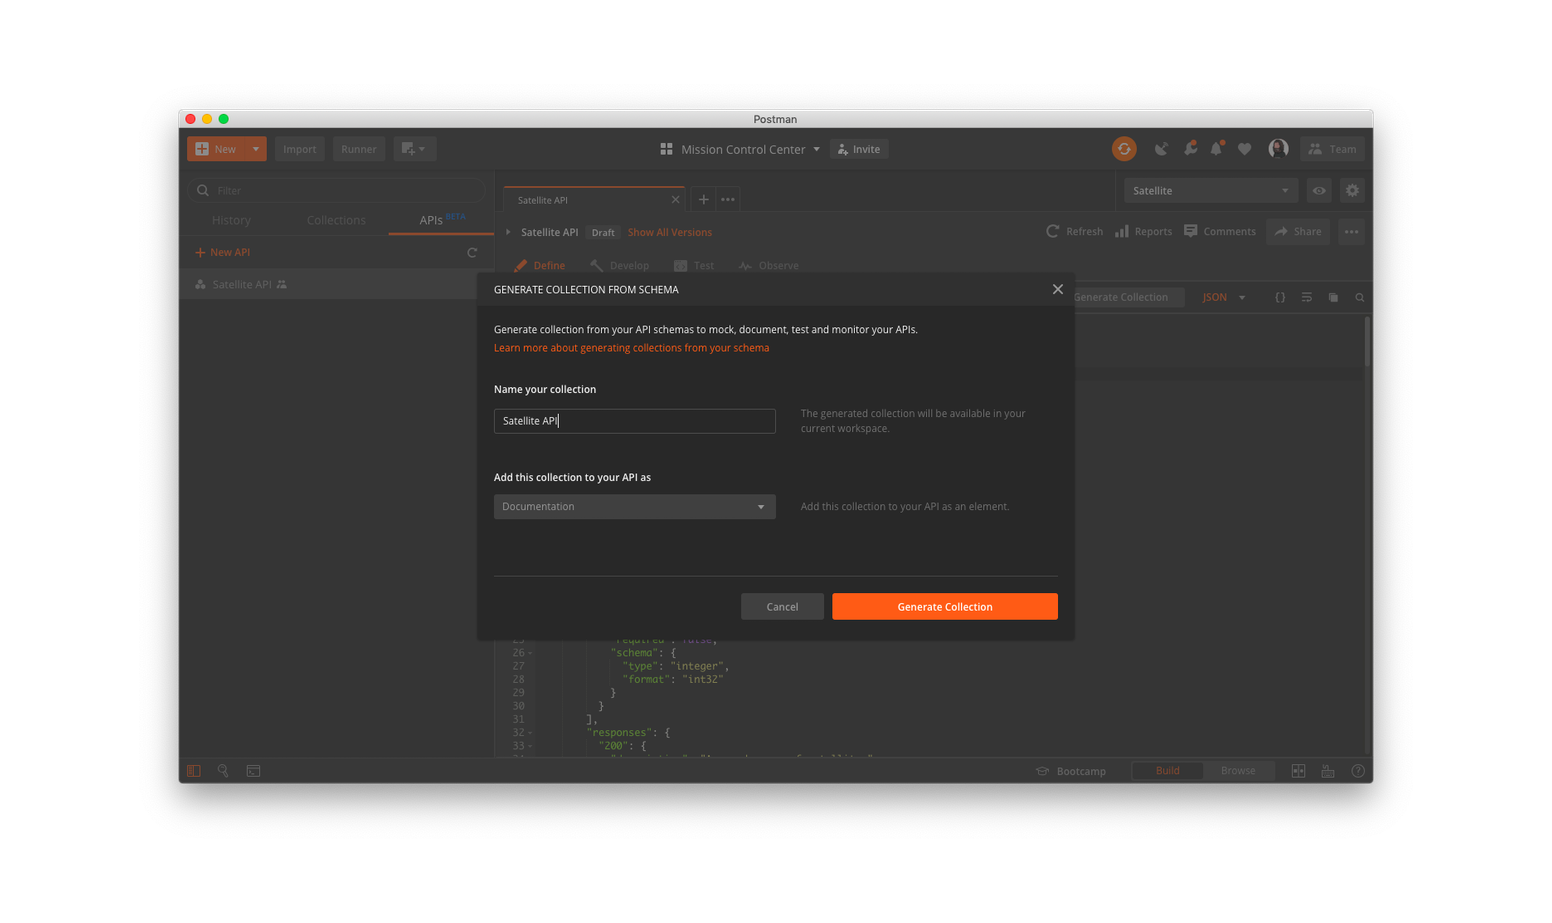 Postman
New
Import
Runner
Mission Control Center
Invite
Team
Filter
History
Collections
APIs BETA
New API
Satellite API
Satellite API
Satellite
Satellite API Draft Show All Versions
Refresh
Reports
Comments
Share
Define
Develop
Test
Observe
Generate Collection
JSON
GENERATE COLLECTION FROM SCHEMA
Generate collection from your API schemas to mock, document, test and monitor your APIs.
Learn more about generating collections from your schema
Name your collection
Satellite API
The generated collection will be available in your
current workspace.
Add this collection to your API as
Documentation
Add this collection to your API as an element.
Cancel
Generate Collection
26 "schema": {
27 "type": "integer",
28 "format": "int32"
29 }
30 }
31 ],
32 "responses": {
33 "200": {
Bootcamp
Build
Browse